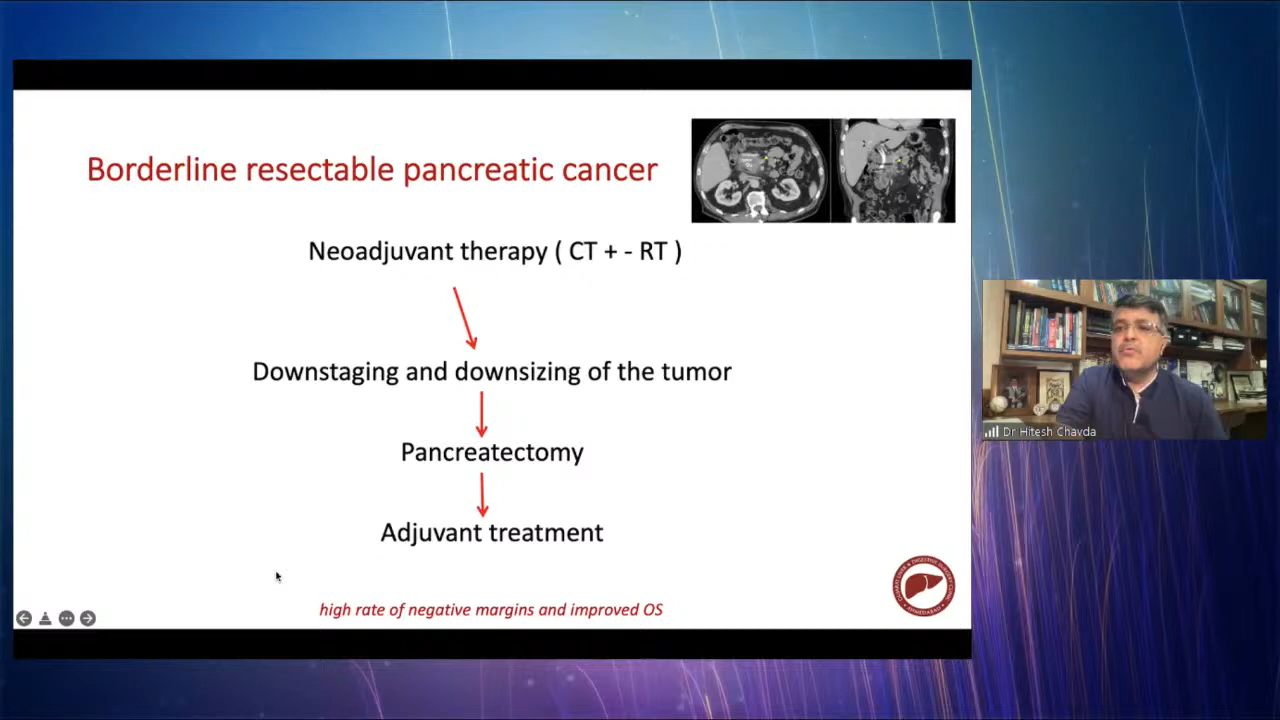 Borderline resectable pancreatic cancer
Neoadjuvant therapy ( CT + - RT )
Downstaging and downsizing of the tumor
Pancreatectomy
Adjuvant treatment
high rate of negative margins and improved OS
Dr Hitesh Chavda